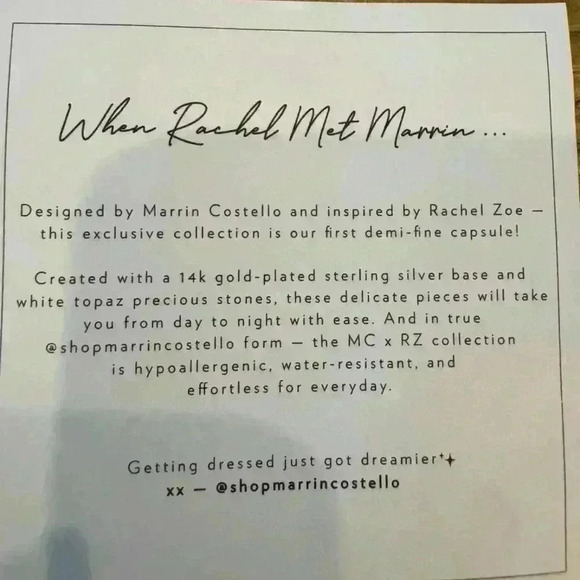 When Rachel Met Marrin...
Designed by Marrin Costello and inspired by Rachel Zoe —
this exclusive collection is our first demi-fine capsule!
Created with a 14k gold-plated sterling silver base and
white topaz precious stones, these delicate pieces will take
you from day to night with ease. And in true
@shopmarrincostello form — the MC x RZ collection
is hypoallergenic, water-resistant, and
effortless for everyday.
Getting dressed just got dreamier✨
xx — @shopmarrincostello